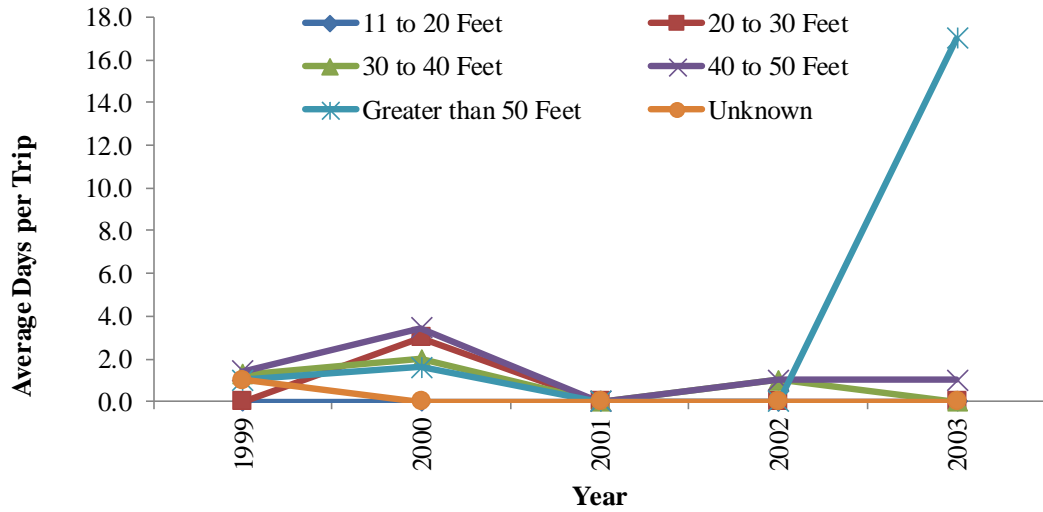 18.0
16.0
14.0
12.0
10.0
8.0
6.0
4.0
2.0
0.0
Average Days per Trip
11 to 20 Feet
20 to 30 Feet
30 to 40 Feet
40 to 50 Feet
Greater than 50 Feet
Unknown
1999
2000
2001
2002
2003
Year